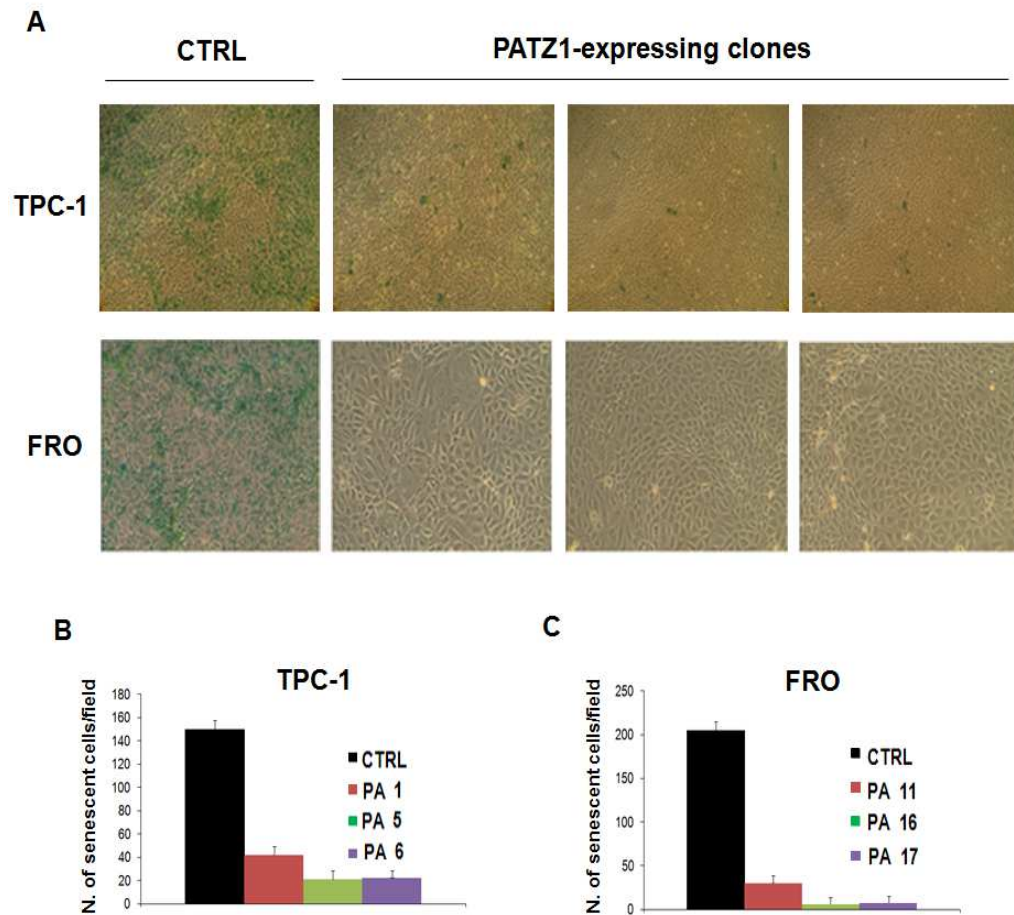 A
CTRL
PATZ1-expressing clones
TPC-1
FRO
B
TPC-1
N. of senescent cells/field
180
160
140
120
100
80
60
40
20
0
CTRL
PA 1
PA 5
PA 6
C
FRO
N. of senescent cells/field
250
200
150
100
50
0
CTRL
PA 11
PA 16
PA 17